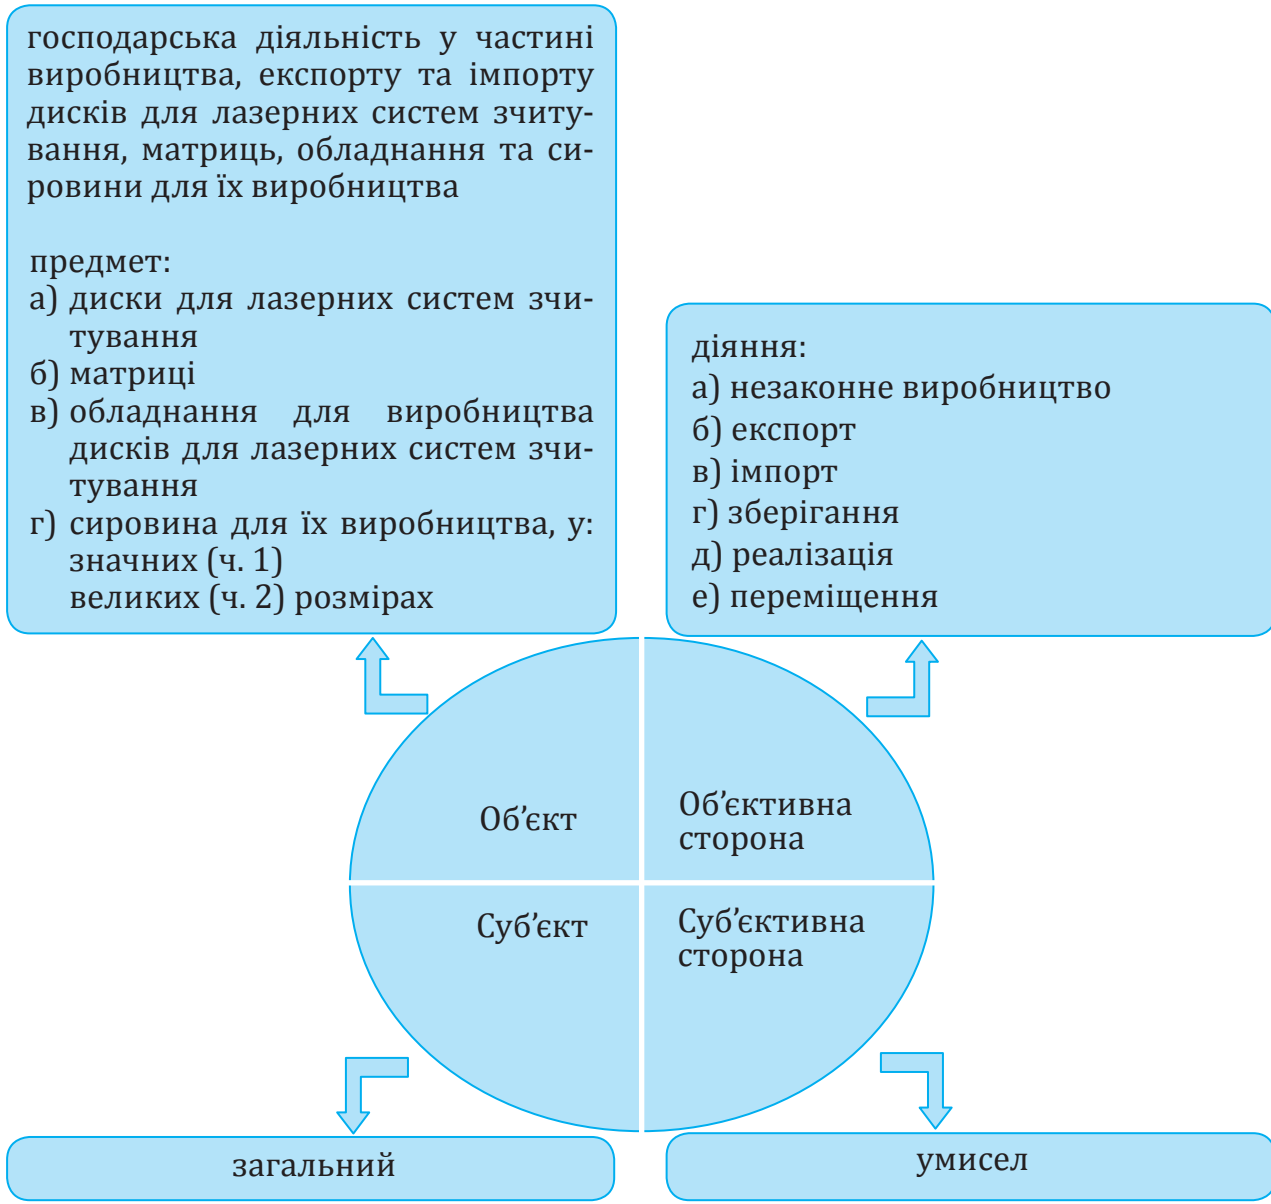 господарська діяльність у частині
виробництва, експорту та імпорту
дисків для лазерних систем зчиту-
вання, матриць, обладнання та си-
ровини для їх виробництва
предмет:
а) диски для лазерних систем зчи-
тування
б) матриці
в) обладнання для виробництва
дисків для лазерних систем зчи-
тування
г) сировина для їх виробництва, у:
значних (ч. 1)
великих (ч. 2) розмірах
діяння:
а) незаконне виробництво
б) експорт
в) імпорт
г) зберігання
д) реалізація
е) переміщення
Об’єкт
Об’єктивна
сторона
Суб’єкт
Суб’єктивна
сторона
загальний
умисел